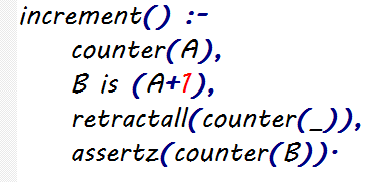 increment() :-
counter(A),
B is (A+1),
retractall(counter(_)),
assertz(counter(B)).